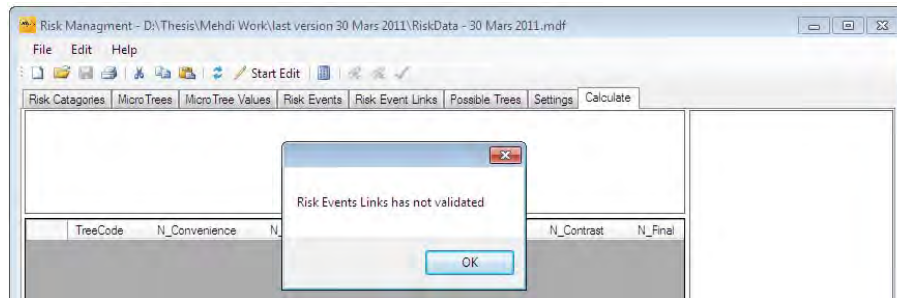 Risk Managment - D:\Thesis\Mehdi Work\last version 30 Mars 2011\RiskData - 30 Mars 2011.mdf
File Edit Help
Start Edit
Risk Catagories MicroTrees MicroTree Values Risk Events Risk Event Links Possible Trees Settings Calculate
Risk Events Links has not validated
TreeCode N_Convenience N_ N_Contrast N_Final
OK